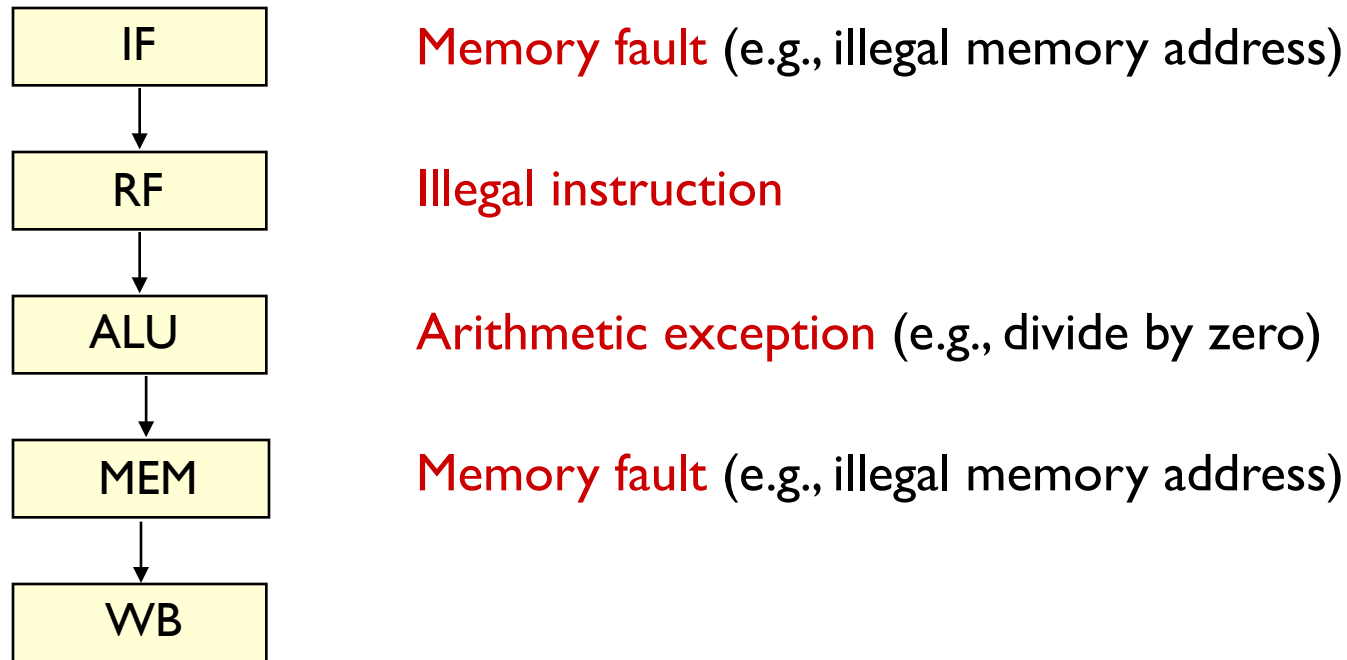 IF Memory fault (e.g., illegal memory address)
RF Illegal instruction
ALU Arithmetic exception (e.g., divide by zero)
MEM Memory fault (e.g., illegal memory address)
WB